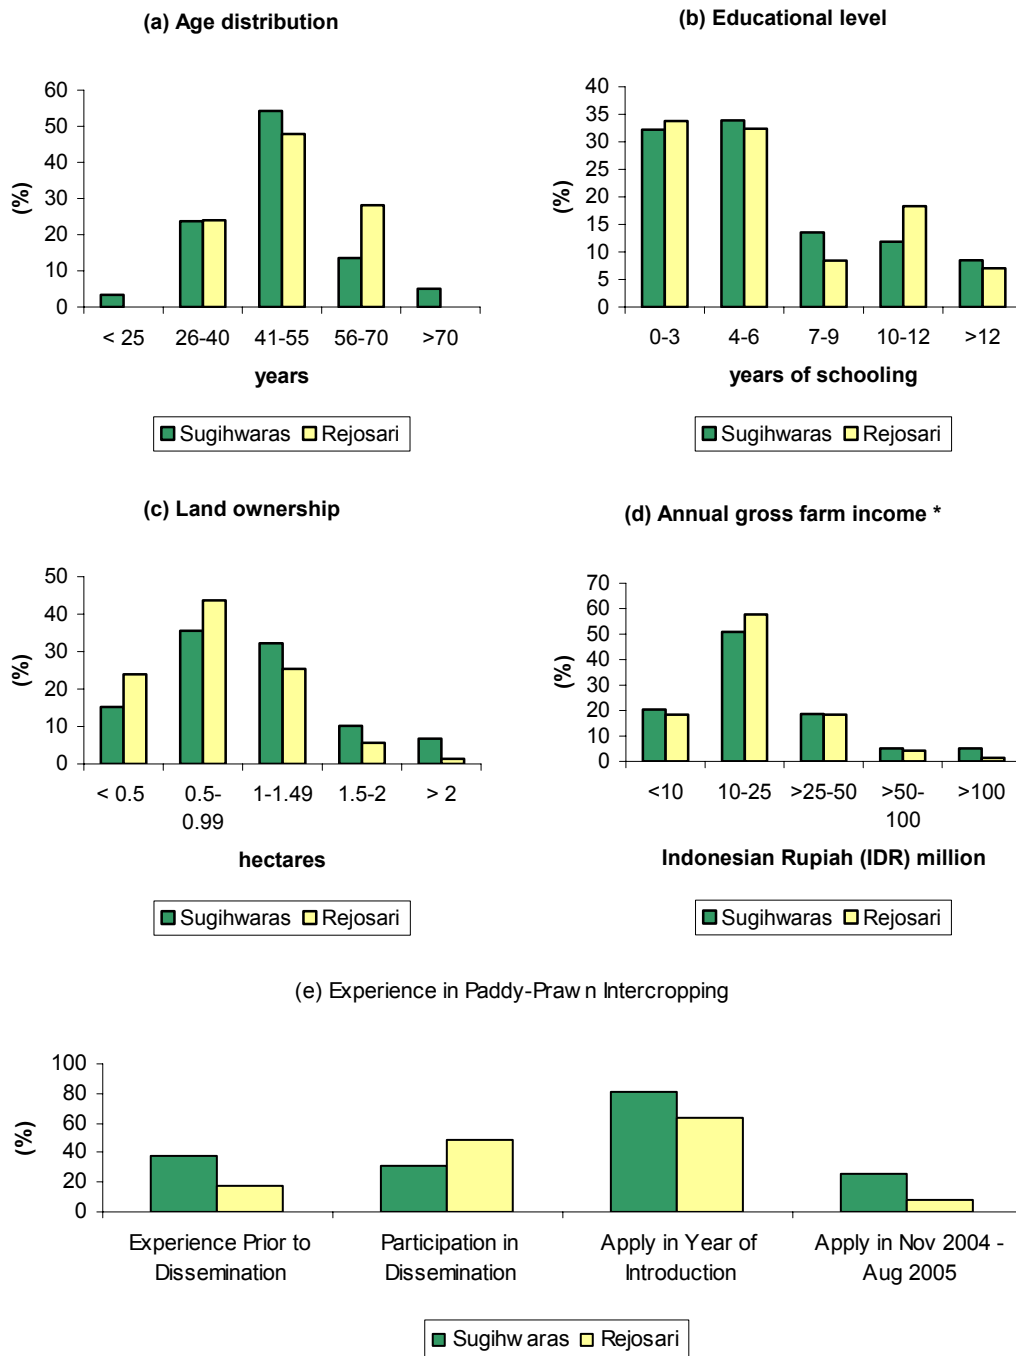 (a) Age distribution
60
50
40
30
20
10
0
(%)
< 25 26-40 41-55 56-70 >70
years
Sugihwaras Rejosari
(b) Educational level
40
35
30
25
20
15
10
5
0
(%)
0-3 4-6 7-9 10-12 >12
years of schooling
Sugihwaras Rejosari
(c) Land ownership
50
40
30
20
10
0
(%)
< 0.5 0.5- 1-1.49 1.5-2 > 2
0.99
hectares
Sugihwaras Rejosari
(d) Annual gross farm income *
70
60
50
40
30
20
10
0
(%)
<10 10-25 >25-50 >50- >100
100
Indonesian Rupiah (IDR) million
Sugihwaras Rejosari
(e) Experience in Paddy-Prawn Intercropping
100
80
60
40
20
0
(%)
Experience Prior to Participation in Apply in Year of Apply in Nov 2004 -
Dissemination Dissemination Introduction Aug 2005
Sugihwaras Rejosari